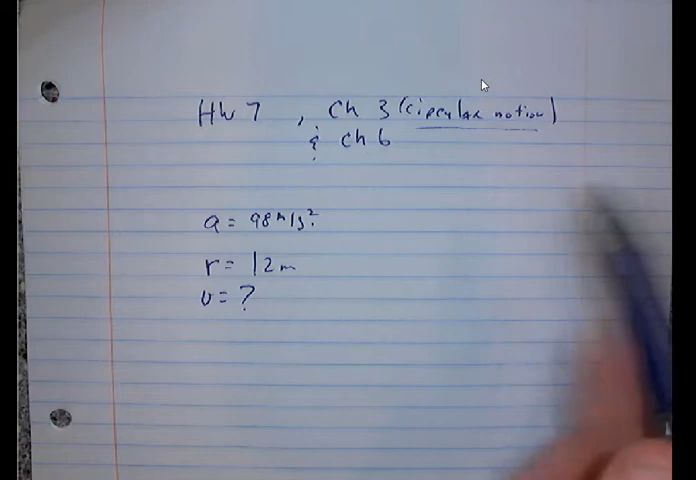 HW 7, Ch 3 (circular motion)
& Ch 6
a = 98 m/s².
r = 12 m
v = ?